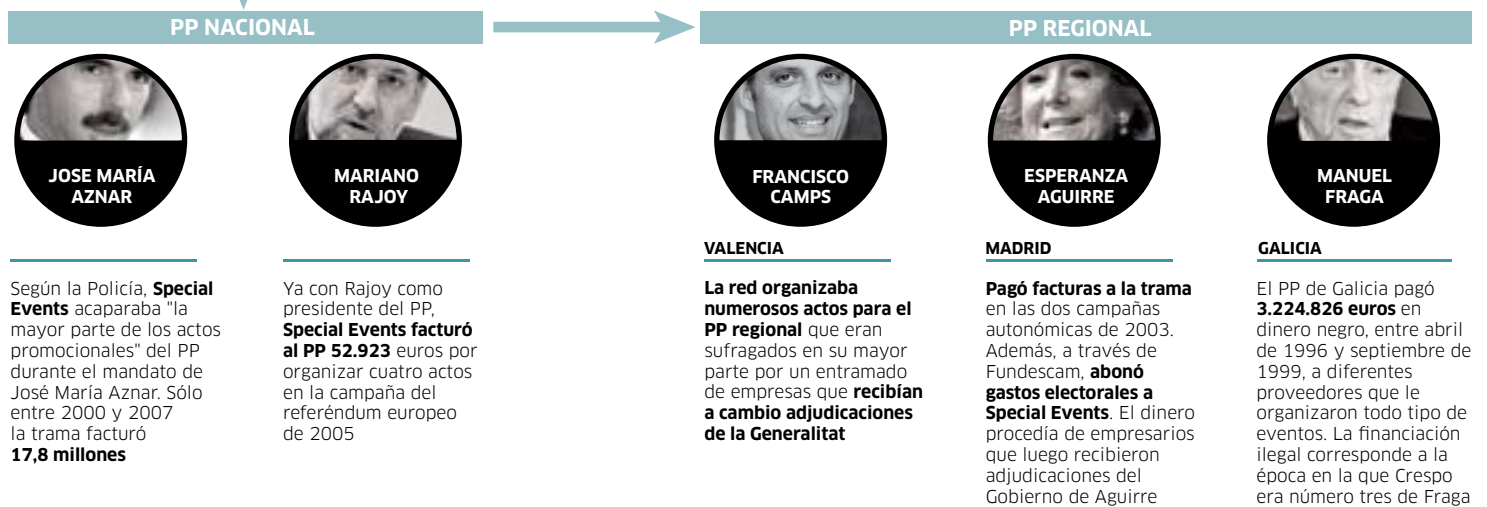 PP NACIONAL
JOSE MARÍA
AZNAR
Según la Policía, Special
Events acaparaba "la
mayor parte de los actos
promocionales" del PP
durante el mandato de
José María Aznar. Sólo
entre 2000 y 2007
la trama facturó
17,8 millones
MARIANO
RAJOY
Ya con Rajoy como
presidente del PP,
Special Events facturó
al PP 52.923 euros por
organizar cuatro actos
en la campaña del
referéndum europeo
de 2005
PP REGIONAL
FRANCISCO
CAMPS
VALENCIA
La red organizaba
numerosos actos para el
PP regional que eran
sufragados en su mayor
parte por un entramado
de empresas que recibían
a cambio adjudicaciones
de la Generalitat
ESPERANZA
AGUIRRE
MADRID
Pagó facturas a la trama
en las dos campañas
autonómicas de 2003.
Además, a través de
Fundescam, abonó
gastos electorales a
Special Events. El dinero
procedía de empresarios
que luego recibieron
adjudicaciones del
Gobierno de Aguirre
MANUEL
FRAGA
GALICIA
El PP de Galicia pagó
3.224.826 euros en
dinero negro, entre abril
de 1996 y septiembre de
1999, a diferentes
proveedores que le
organizaron todo tipo de
eventos. La financiación
ilegal corresponde a la
época en la que Crespo
era número tres de Fraga